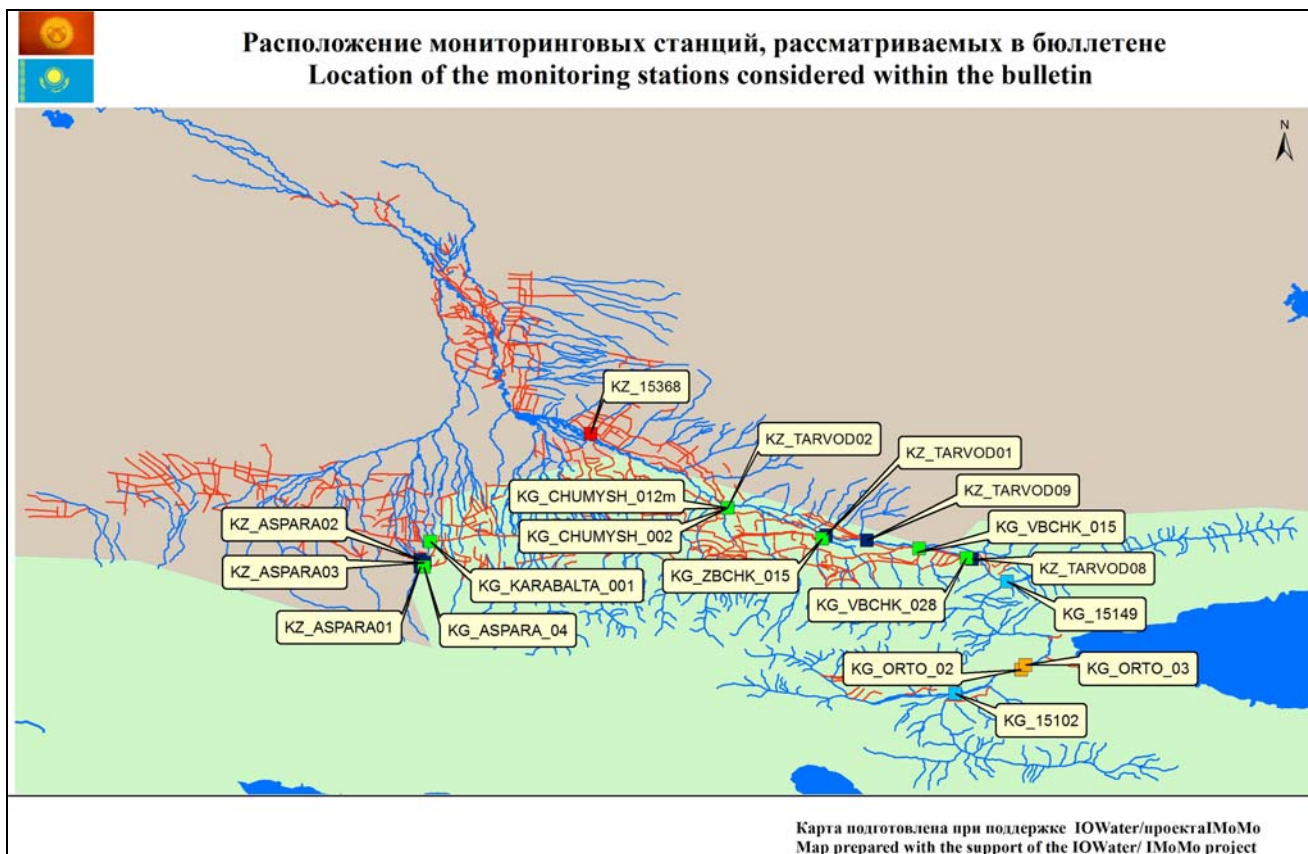 Расположение мониторинговых станций, рассматриваемых в бюллетене
Location of the monitoring stations considered within the bulletin
N
KZ_15368
KZ_TARVOD02
KZ_TARVOD01
KZ_TARVOD09
KG_CHUMYSH_012m
KG_VBCHK_015
KZ_ASPARA02
KG_CHUMYSH_002
KZ_ASPARA03
KG_ZBCHK_015
KZ_TARVOD08
KG_KARABALTA_001
KG_VBCHK_028
KG_15149
KZ_ASPARA01
KG_ASPARA_04
KG_ORTO_02
KG_ORTO_03
KG_15102
Карта подготовлена при поддержке IOWater/проектаIMoMo
Map prepared with the support of the IOWater/ IMoMo project